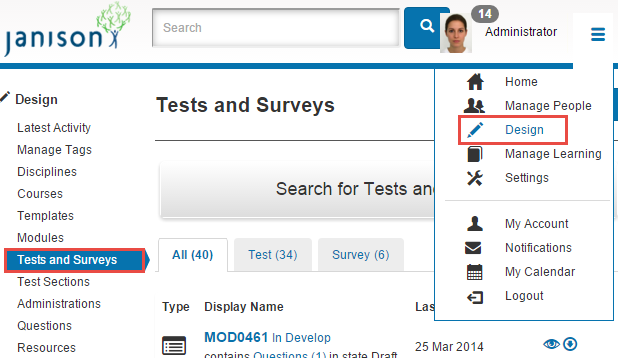 janison
Search
14
Administrator
Home
Manage People
Design
Manage Learning
Settings
My Account
Notifications
My Calendar
Logout
Design
Latest Activity
Manage Tags
Disciplines
Courses
Templates
Modules
Tests and Surveys
Test Sections
Administrations
Questions
Resources
Tests and Surveys
Search for Tests and
All (40)
Test (34)
Survey (6)
Type Display Name
MOD0461 In Develop
25 Mar 2014
contains Questions (1) in state Draft